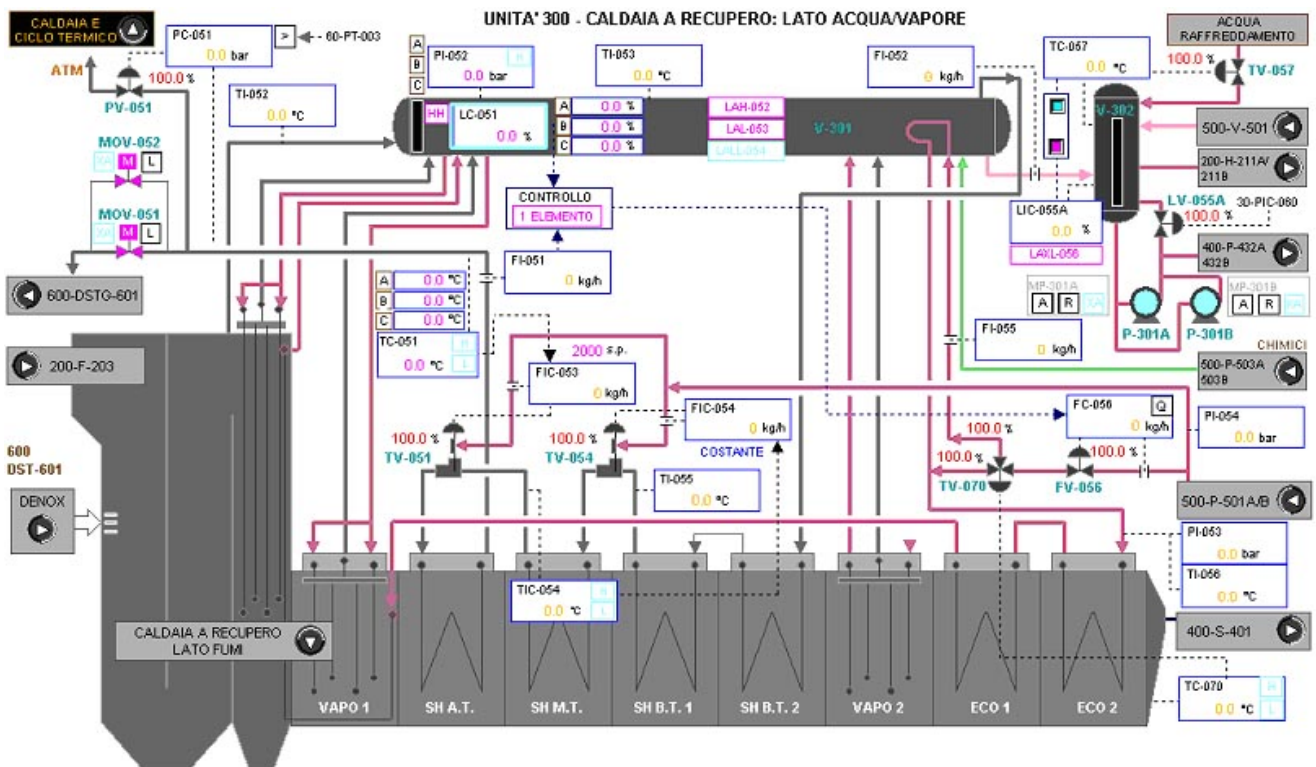 UNITA' 300 - CALDAIA A RECUPERO: LATO ACQUA/VAPORE
CALDAIA E
CICLO TERMICO
PC-051
0.0 bar
>
60-PT-003
ATM
100.0 %
PV-051
TI-052
0.0 °C
MOV-052
XA
M
L
MOV-051
XA
M
L
600-DSTG-601
200-F-203
600
DST-601
DENOX
A
B
C
PI-052
H
0.0 bar
TI-053
0.0 °C
HH
LC-051
0.0 %
A
0.0 %
B
0.0 %
C
0.0 %
LAH-052
LAL-053
LALL-054
V-301
FI-052
0 kg/h
TC-057
0.0 °C
ACQUA
RAFFREDDAMENTO
100.0 %
TV-057
V-302
500-V-501
200-H-211A/
211B
LV-055A
100.0 %
30-PIC-060
LIC-055A
0.0 %
LAXL-056
400-P-432A
432B
MP-301A
A
R
XA
MP-301B
A
R
XA
P-301A
P-301B
CHIMICI
500-P-503A
503B
CONTROLLO
1 ELEMENTO
FI-051
0 kg/h
A
0.0 °C
B
0.0 °C
C
0.0 °C
TC-051
H
0.0 °C
L
2000 s.p.
FIC-053
0 kg/h
100.0 %
TV-051
FIC-054
0 kg/h
COSTANTE
100.0 %
TV-054
TI-055
0.0 °C
FI-055
0 kg/h
FC-056
Q
0 kg/h
100.0 %
100.0 %
100.0 %
TV-070
FV-056
PI-054
0.0 bar
500-P-501A/B
PI-053
0.0 bar
TI-056
0.0 °C
400-S-401
TC-070
H
0.0 °C
L
TIC-054
H
0.0 °C
L
CALDAIA A RECUPERO
LATO FUMI
VAPO 1
SH A.T.
SH M.T.
SH B.T. 1
SH B.T. 2
VAPO 2
ECO 1
ECO 2